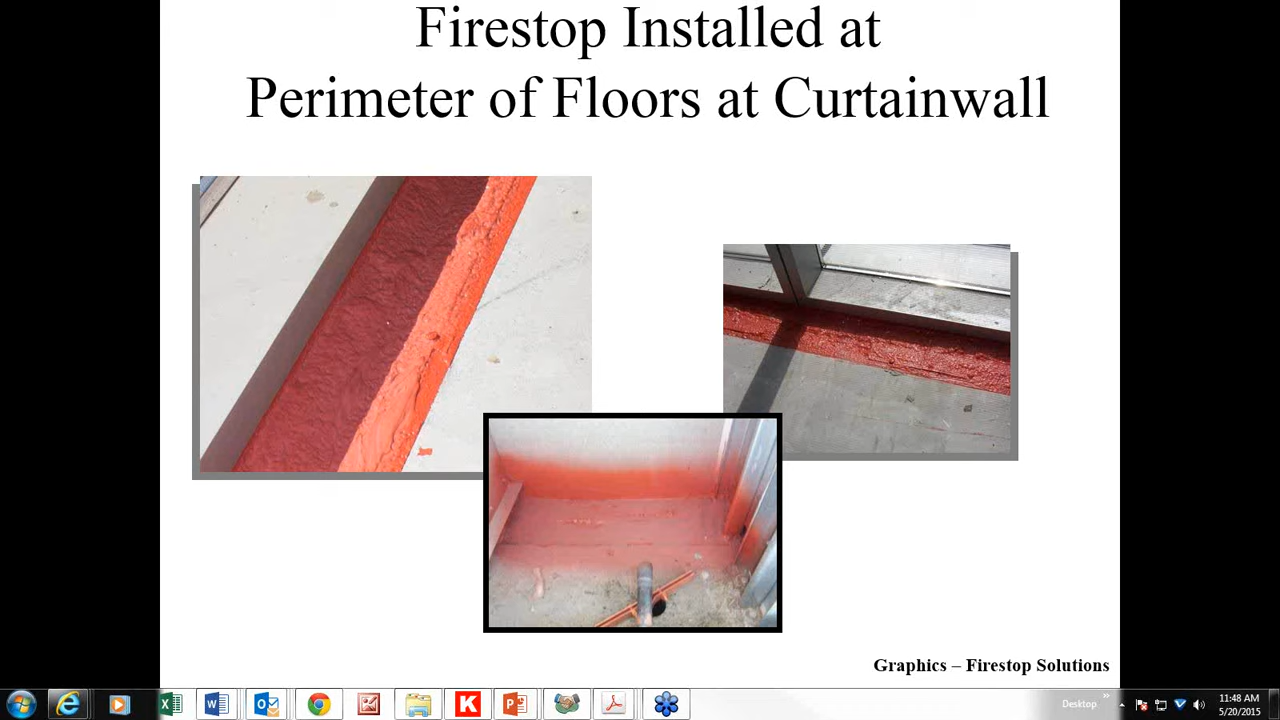 Firestop Installed at
Perimeter of Floors at Curtainwall
Graphics – Firestop Solutions
K
Desktop
»
11:48 AM
5/20/2015